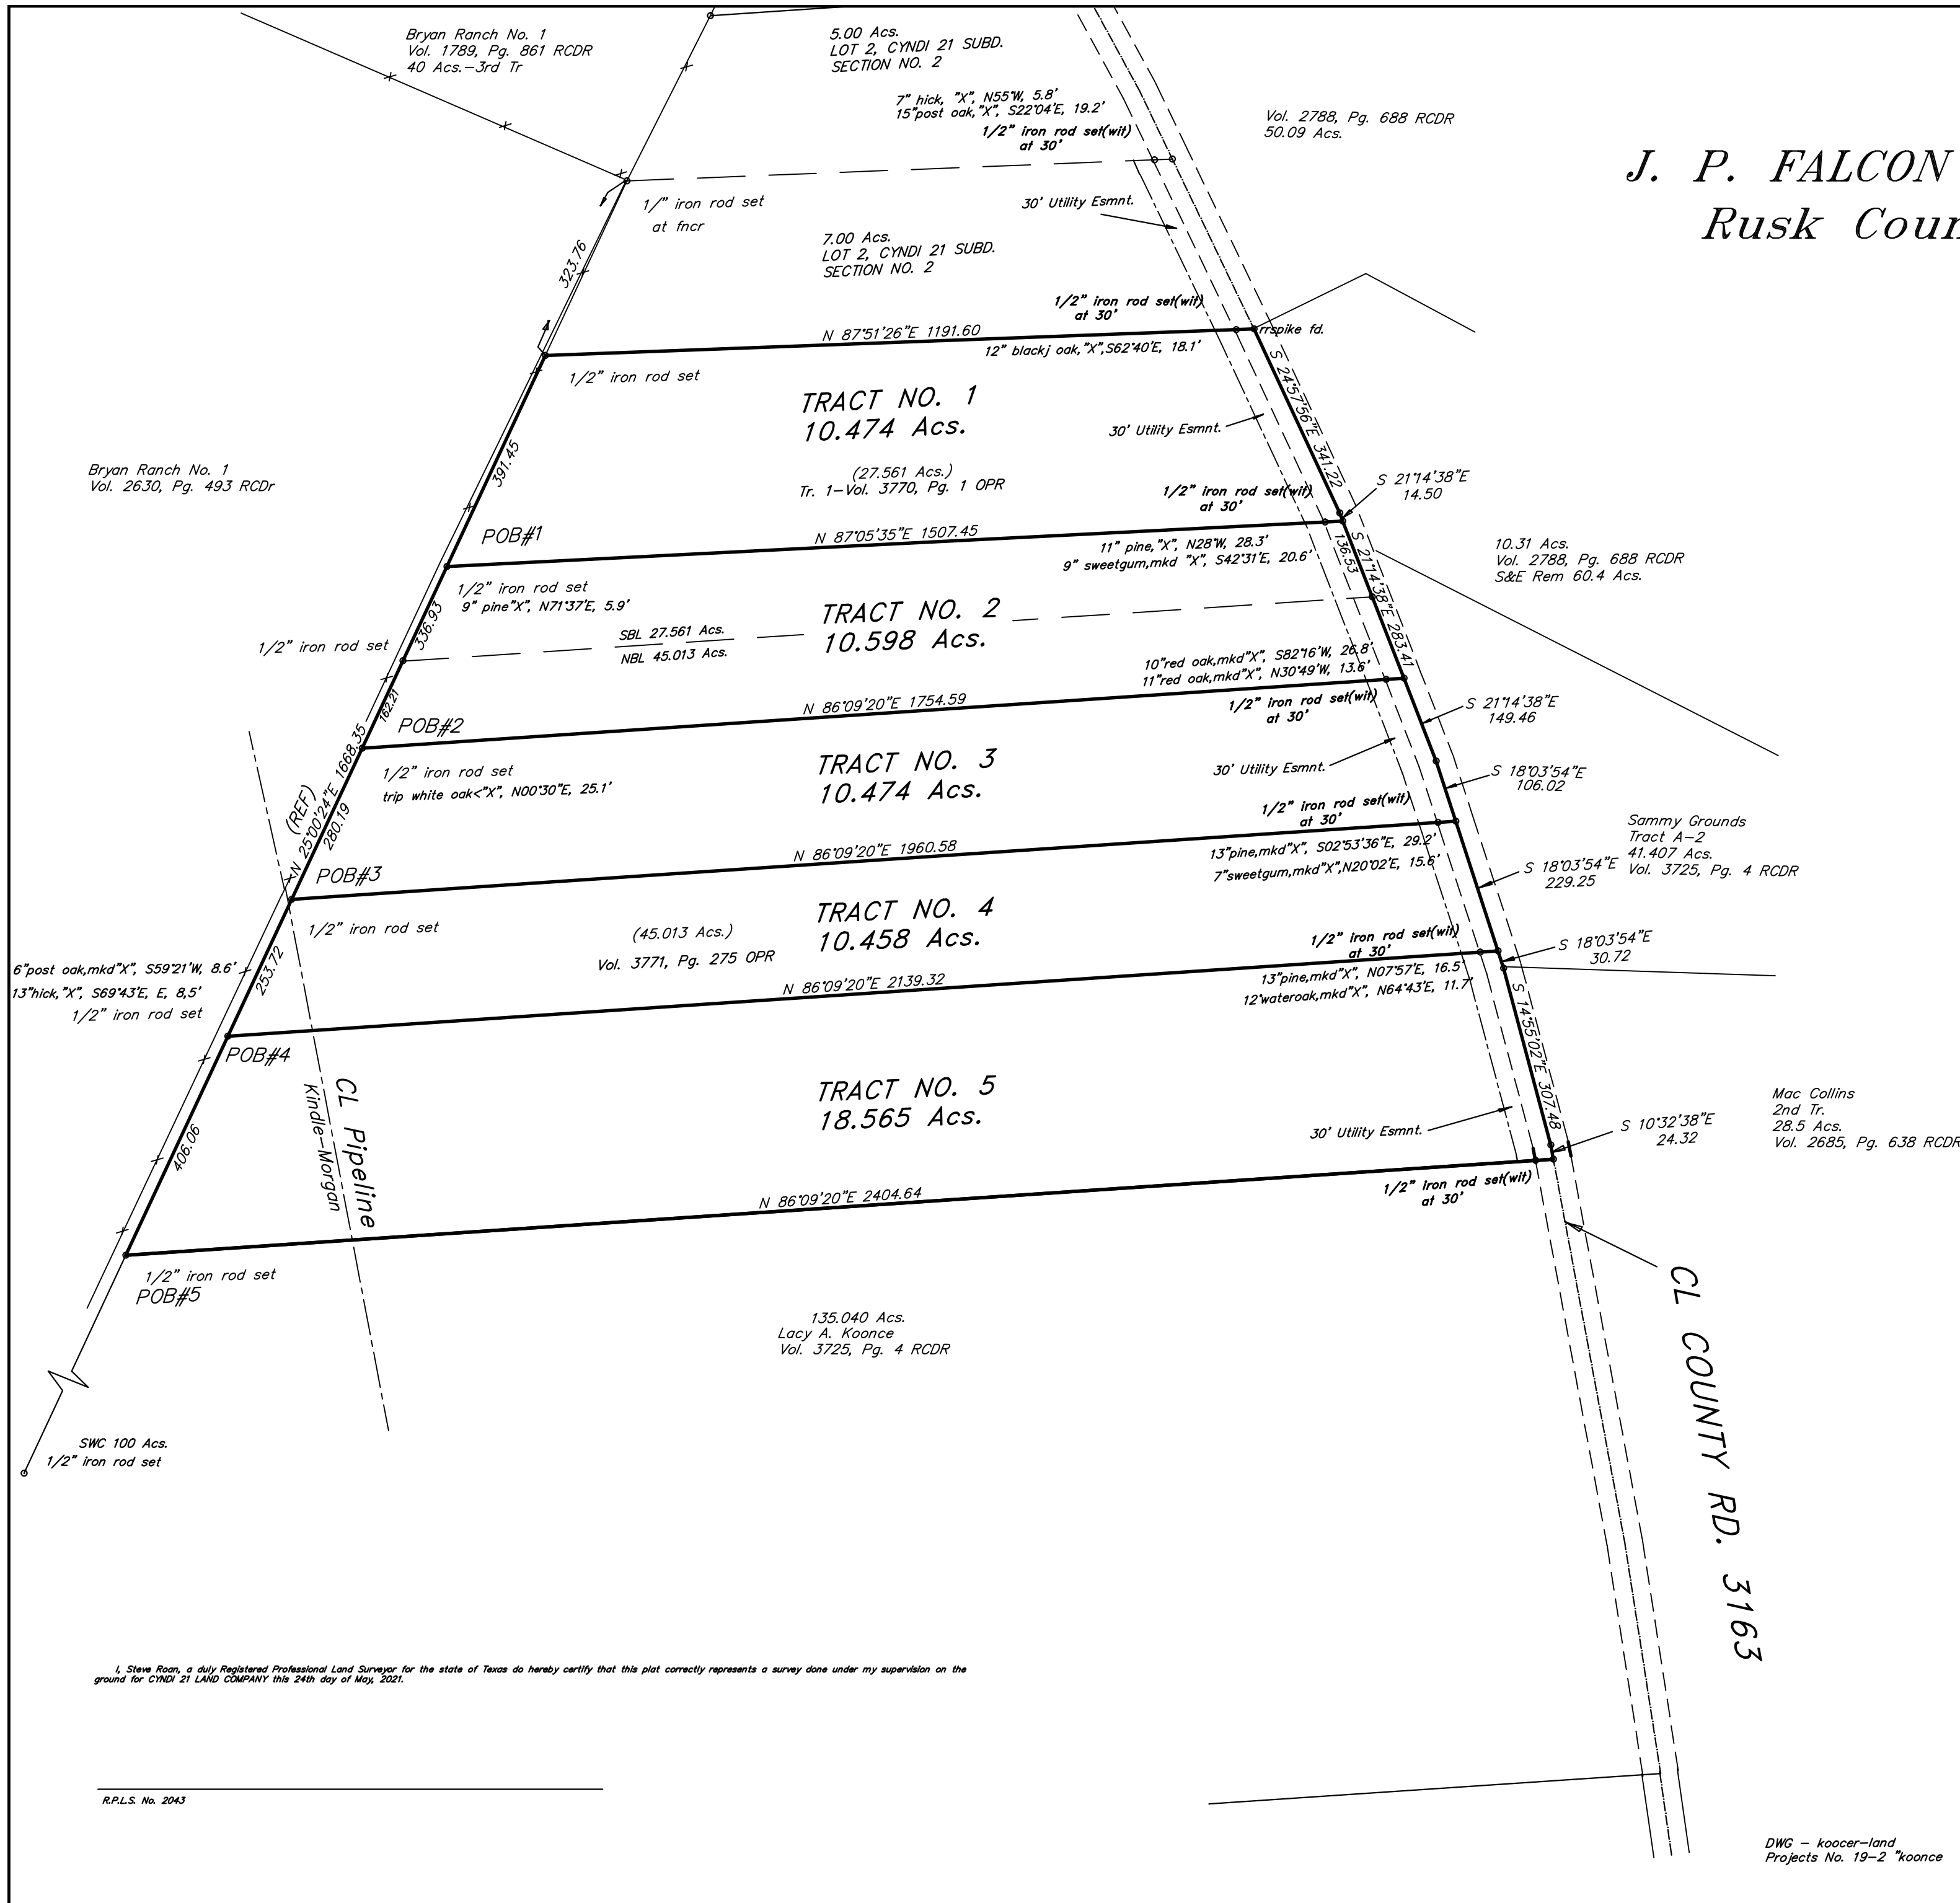 Bryan Ranch No. 1
Vol. 1789, Pg. 861 RCDR
40 Acs.-3rd Tr
5.00 Acs.
LOT 2, CYNDI 21 SUBD.
SECTION NO. 2
7" hick, "X", N55°W, 5.8'
15"post oak,"X", S22°04'E, 19.2'
1/2" iron rod set(wit)
at 30'
Vol. 2788, Pg. 688 RCDR
50.09 Acs.
J. P. FALCON
Rusk Coun
1/" iron rod set
at fncr
30' Utility Esmnt.
323.76
7.00 Acs.
LOT 2, CYNDI 21 SUBD.
SECTION NO. 2
1/2" iron rod set(wit)
at 30'
rrspike fd.
N 87°51'26"E 1191.60
12" blackj oak,"X",S62°40'E, 18.1'
1/2" iron rod set
TRACT NO. 1
10.474 Acs.
30' Utility Esmnt.
S 24°57'56"E 341.22
391.45
Bryan Ranch No. 1
Vol. 2630, Pg. 493 RCDr
(27.561 Acs.)
Tr. 1-Vol. 3770, Pg. 1 OPR
1/2" iron rod set(wit)
at 30'
S 21°14'38"E
14.50
POB#1
N 87°05'35"E 1507.45
11" pine,"X", N28°W, 28.3'
9" sweetgum,mkd "X", S42°31'E, 20.6'
136.53
S 21°14'38"E 283.41
10.31 Acs.
Vol. 2788, Pg. 688 RCDR
S&E Rem 60.4 Acs.
1/2" iron rod set
9" pine"X", N71°37'E, 5.9'
336.93
TRACT NO. 2
10.598 Acs.
1/2" iron rod set
SBL 27.561 Acs.
NBL 45.013 Acs.
10"red oak,mkd"X", S82°16'W, 26.8'
11"red oak,mkd"X", N30°49'W, 13.6'
162.21
POB#2
N 86°09'20"E 1754.59
1/2" iron rod set(wit)
at 30'
S 21°14'38"E
149.46
1/2" iron rod set
trip white oak<"X", N00°30"E, 25.1'
TRACT NO. 3
10.474 Acs.
30' Utility Esmnt.
S 18°03'54"E
106.02
N 25°00'24"E 1668.35
(REF)
280.19
1/2" iron rod set(wit)
at 30'
Sammy Grounds
Tract A-2
41.407 Acs.
Vol. 3725, Pg. 4 RCDR
POB#3
N 86°09'20"E 1960.58
13"pine,mkd"X", S02°53'36"E, 29.2'
7"sweetgum,mkd"X",N20°02'E, 15.6'
S 18°03'54"E
229.25
1/2" iron rod set
TRACT NO. 4
10.458 Acs.
(45.013 Acs.)
Vol. 3771, Pg. 275 OPR
1/2" iron rod set(wit)
at 30'
S 18°03'54"E
30.72
6"post oak,mkd"X", S59°21'W, 8.6'
13"hick,"X", S69°43'E, E, 8,5'
1/2" iron rod set
253.72
N 86°09'20"E 2139.32
13"pine,mkd"X", N07°57'E, 16.5'
12"wateroak,mkd"X", N64°43'E, 11.7'
POB#4
S 14°55'02"E 307.48
TRACT NO. 5
18.565 Acs.
CL Pipeline
Kindle-Morgan
30' Utility Esmnt.
S 10°32'38"E
24.32
Mac Collins
2nd Tr.
28.5 Acs.
Vol. 2685, Pg. 638 RCDR
406.06
N 86°09'20"E 2404.64
1/2" iron rod set(wit)
at 30'
1/2" iron rod set
POB#5
135.040 Acs.
Lacy A. Koonce
Vol. 3725, Pg. 4 RCDR
CL COUNTY RD. 3163
SWC 100 Acs.
1/2" iron rod set
I, Steve Roan, a duly Registered Professional Land Surveyor for the state of Texas do hereby certify that this plat correctly represents a survey done under my supervision on the
ground for CYNDI 21 LAND COMPANY this 24th day of May, 2021.
R.P.L.S. No. 2043
DWG - koocer-land
Projects No. 19-2 "koonce